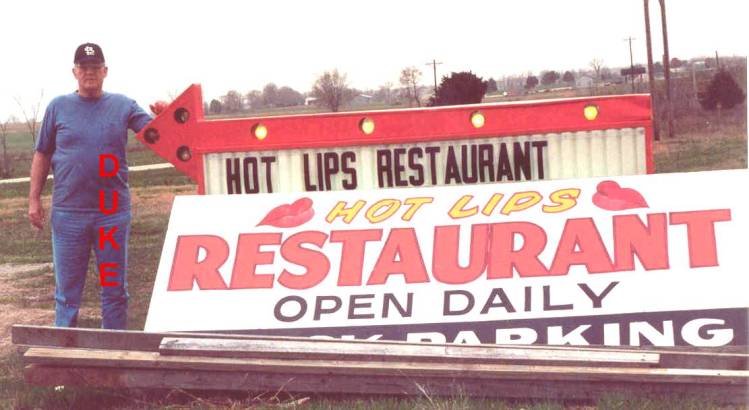 DUKE
HOT LIPS RESTAURANT
HOT LIPS
RESTAURANT
OPEN DAILY
PARKING